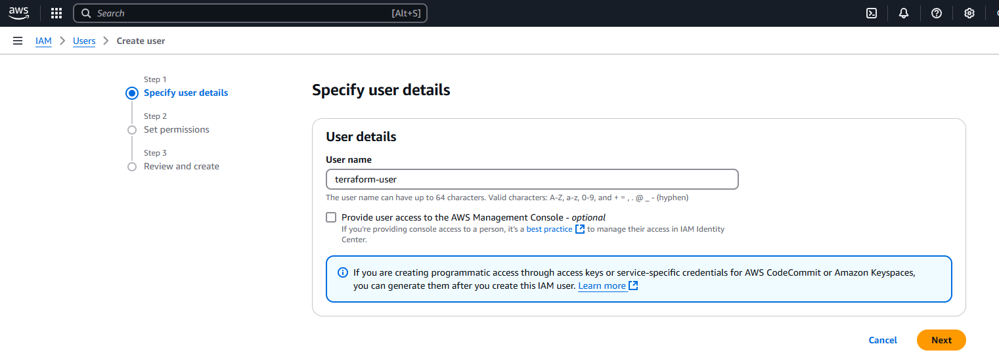 aws
Search
[Alt+S]
IAM
Users
Create user
Step 1
Specify user details
Step 2
Set permissions
Step 3
Review and create
Specify user details
User details
User name
terraform-user
The user name can have up to 64 characters. Valid characters: A-Z, a-z, 0-9, and + = , . @ _ - (hyphen)
Provide user access to the AWS Management Console - optional
If you're providing console access to a person, it's a best practice to manage their access in IAM Identity
Center.
If you are creating programmatic access through access keys or service-specific credentials for AWS CodeCommit or Amazon Keyspaces,
you can generate them after you create this IAM user. Learn more
Cancel
Next